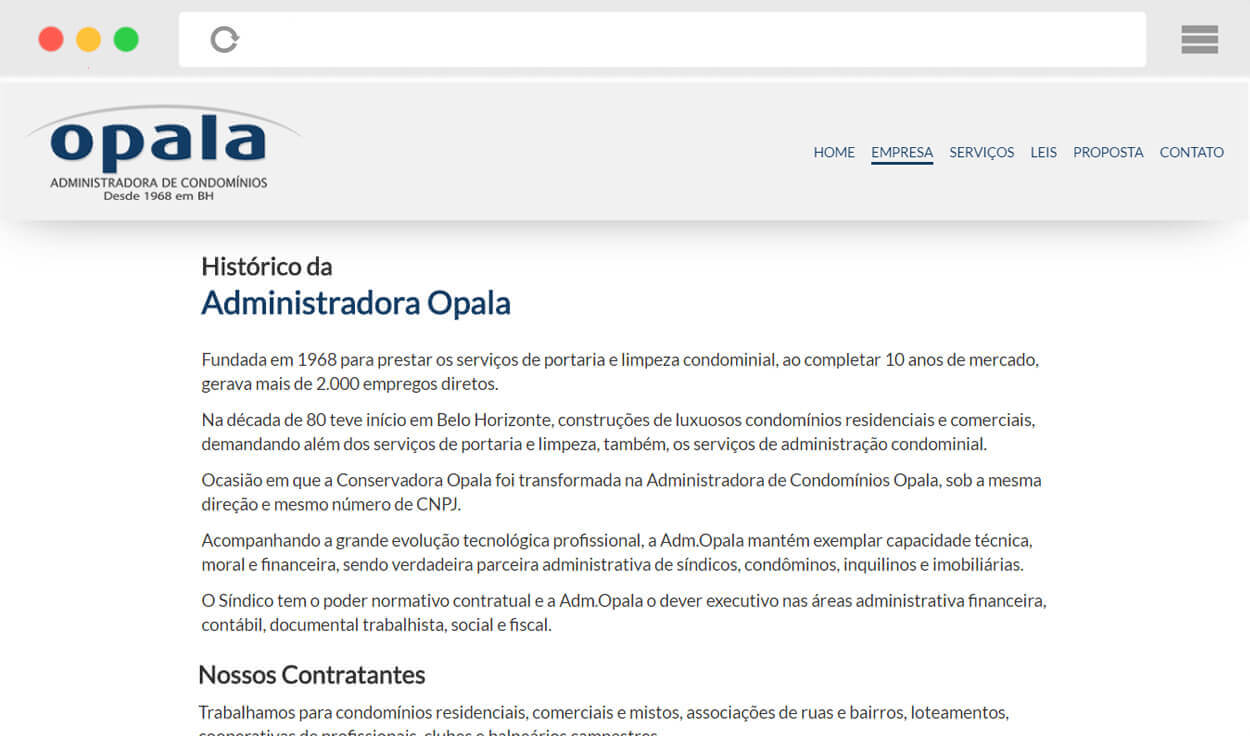 opala
ADMINISTRADORA DE CONDOMÍNIOS
Desde 1968 em BH
HOME EMPRESA SERVIÇOS LEIS PROPOSTA CONTATO
Histórico da
Administradora Opala
Fundada em 1968 para prestar os serviços de portaria e limpeza condominial, ao completar 10 anos de mercado,
gerava mais de 2.000 empregos diretos.
Na década de 80 teve início em Belo Horizonte, construções de luxuosos condomínios residenciais e comerciais,
demandando além dos serviços de portaria e limpeza, também, os serviços de administração condominial.
Ocasião em que a Conservadora Opala foi transformada na Administradora de Condomínios Opala, sob a mesma
direção e mesmo número de CNPJ.
Acompanhando a grande evolução tecnológica profissional, a Adm.Opala mantém exemplar capacidade técnica,
moral e financeira, sendo verdadeira parceira administrativa de síndicos, condôminos, inquilinos e imobiliárias.
O Síndico tem o poder normativo contratual e a Adm.Opala o dever executivo nas áreas administrativa financeira,
contábil, documental trabalhista, social e fiscal.
Nossos Contratantes
Trabalhamos para condomínios residenciais, comerciais e mistos, associações de ruas e bairros, loteamentos,
cooperativas de profissionais, clubes e balneários campestres.